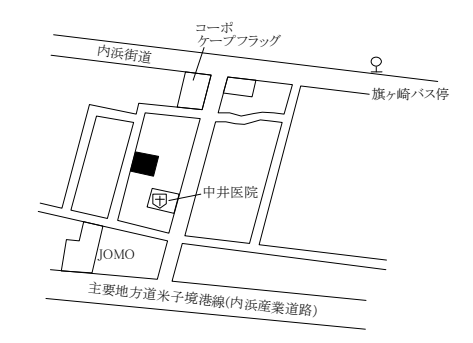 コーポ
ケープフラッグ
内浜街道
旗ヶ崎バス停
中井医院
JOMO
主要地方道米子境港線(内浜産業道路)